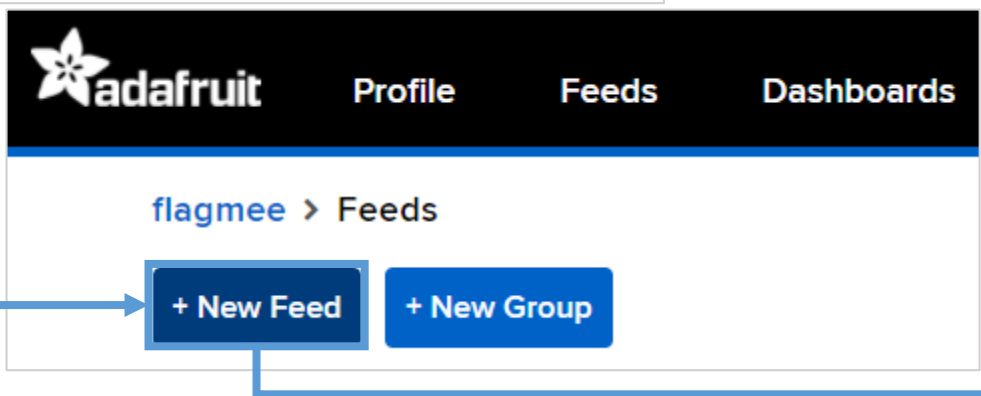 adafruit Profile Feeds Dashboards
flagmee > Feeds
+ New Feed + New Group